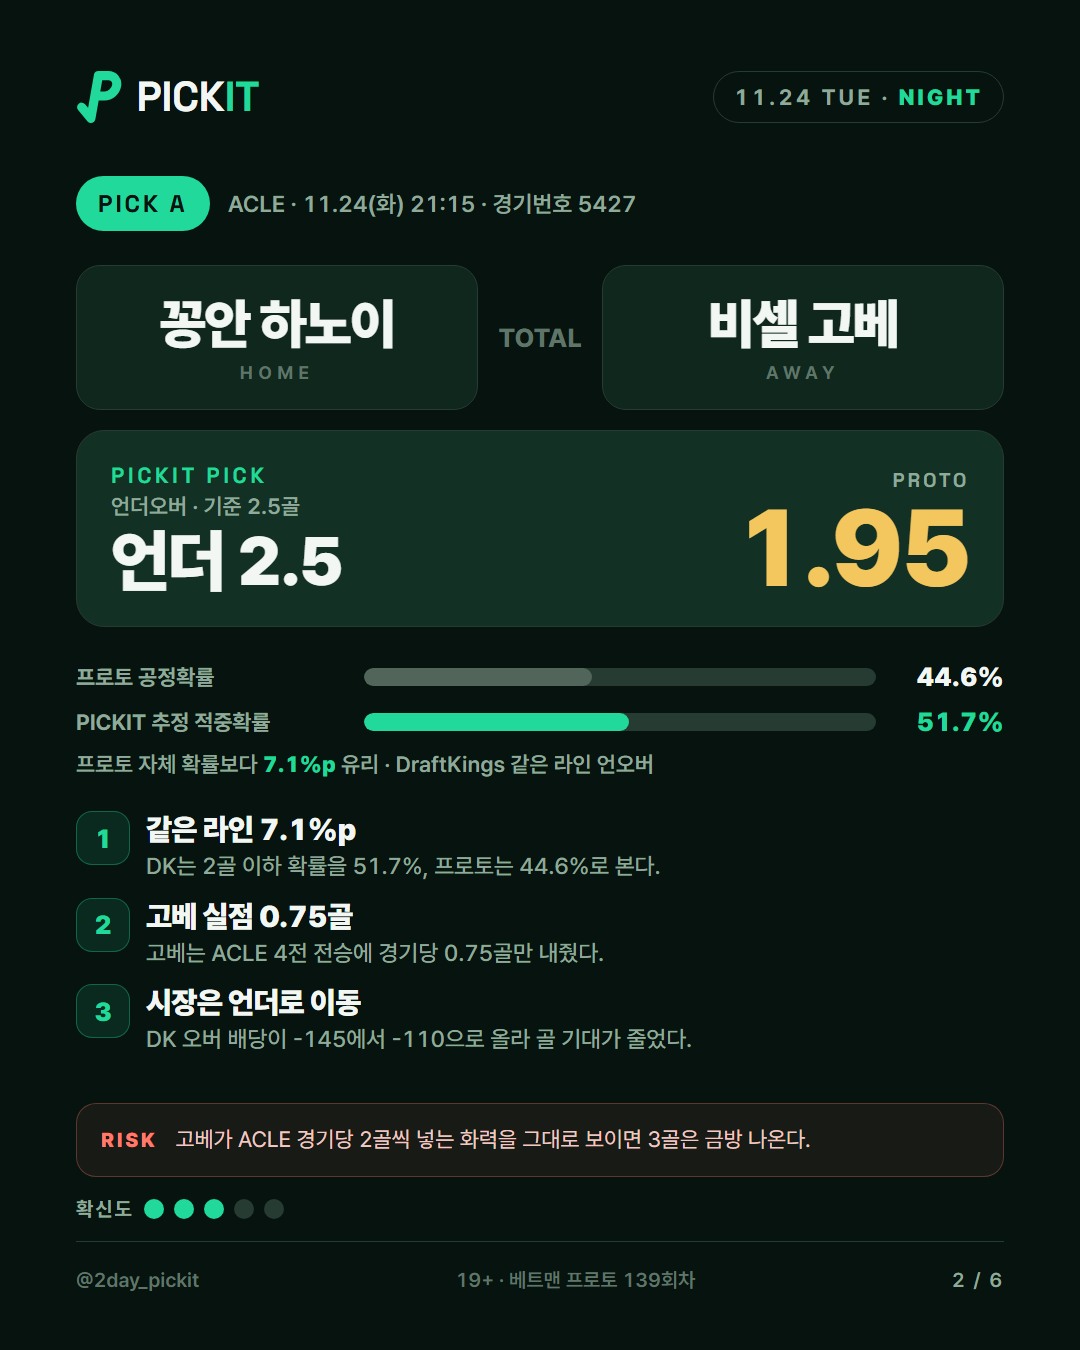 PICKIT
11.24 TUE · NIGHT
PICK A
ACLE · 11.24(화) 21:15 · 경기번호 5427
꽁안 하노이
HOME
TOTAL
비셀 고베
AWAY
PICKIT PICK
언더오버 · 기준 2.5골
언더 2.5
PROTO
1.95
프로토 공정확률 44.6%
PICKIT 추정 적중확률 51.7%
프로토 자체 확률보다 7.1%p 유리 · DraftKings 같은 라인 언오버
1 같은 라인 7.1%p
DK는 2골 이하 확률을 51.7%, 프로토는 44.6%로 본다.
2 고베 실점 0.75골
고베는 ACLE 4전 전승에 경기당 0.75골만 내줬다.
3 시장은 언더로 이동
DK 오버 배당이 -145에서 -110으로 올라 골 기대가 줄었다.
RISK 고베가 ACLE 경기당 2골씩 넣는 화력을 그대로 보이면 3골은 금방 나온다.
확신도
@2day_pickit
19+ · 베트맨 프로토 139회차
2 / 6